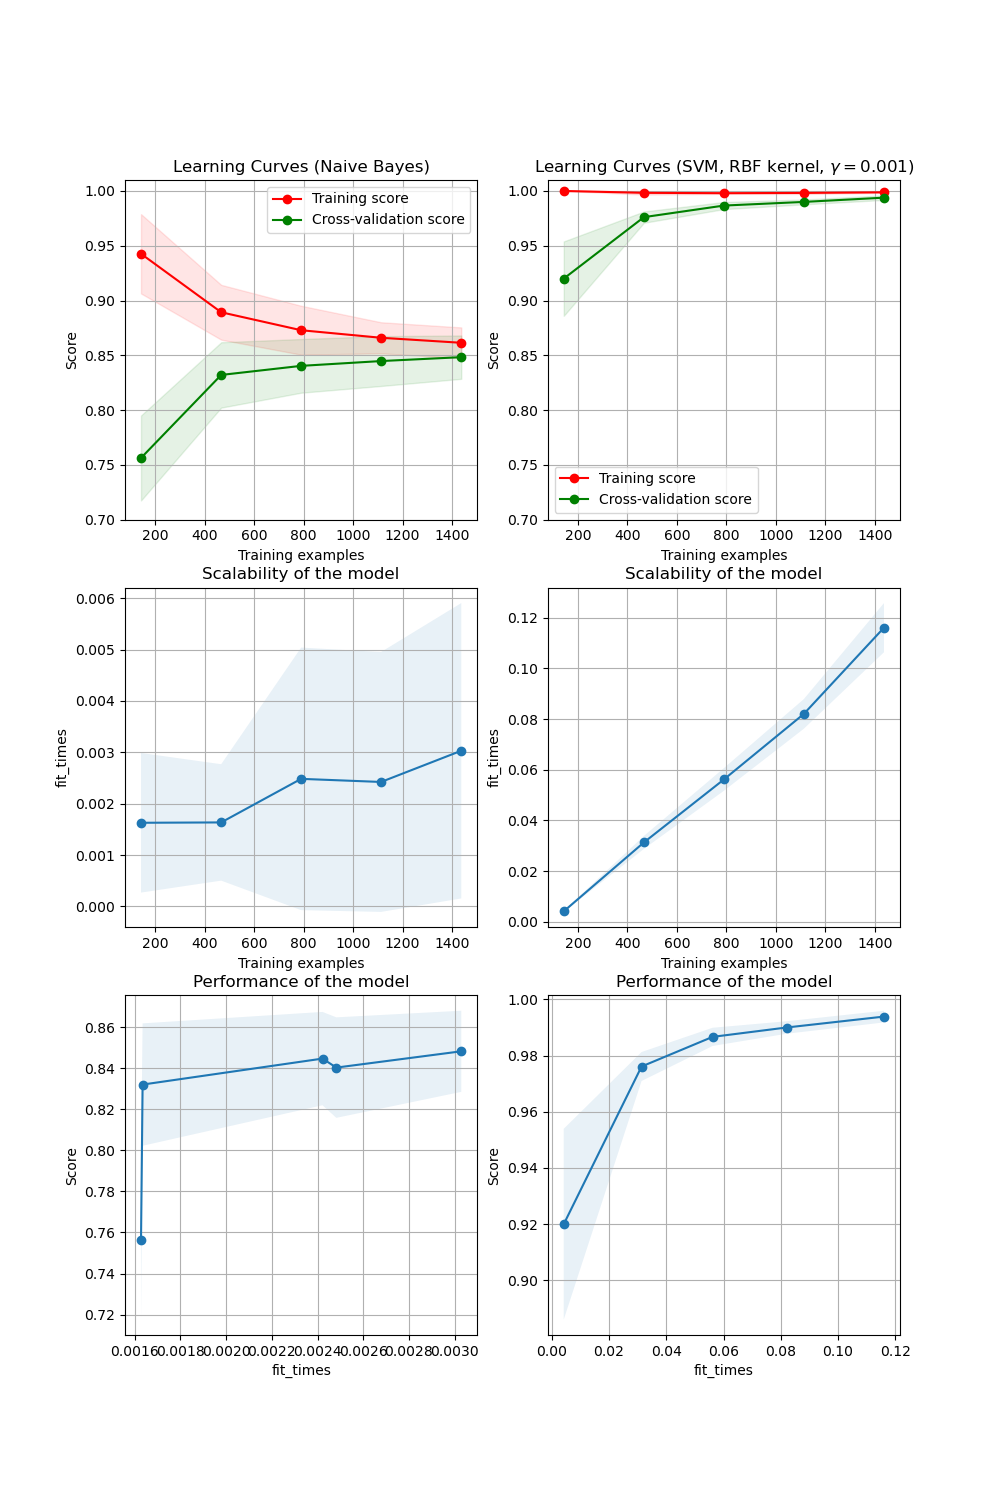 Learning Curves (Naive Bayes)
Learning Curves (SVM, RBF kernel, γ = 0.001)
1.00
0.95
0.90
0.85
0.80
0.75
0.70
Score
Training score
Cross-validation score
200 400 600 800 1000 1200 1400
Training examples
1.00
0.95
0.90
0.85
0.80
0.75
0.70
Score
Training score
Cross-validation score
200 400 600 800 1000 1200 1400
Training examples
Scalability of the model
0.006
0.005
0.004
0.003
0.002
0.001
0.000
fit_times
200 400 600 800 1000 1200 1400
Training examples
Scalability of the model
0.12
0.10
0.08
0.06
0.04
0.02
0.00
fit_times
200 400 600 800 1000 1200 1400
Training examples
Performance of the model
0.86
0.84
0.82
0.80
0.78
0.76
0.74
0.72
Score
0.0016 0.0018 0.0020 0.0022 0.0024 0.0026 0.0028 0.0030
fit_times
Performance of the model
1.00
0.98
0.96
0.94
0.92
0.90
Score
0.00 0.02 0.04 0.06 0.08 0.10 0.12
fit_times